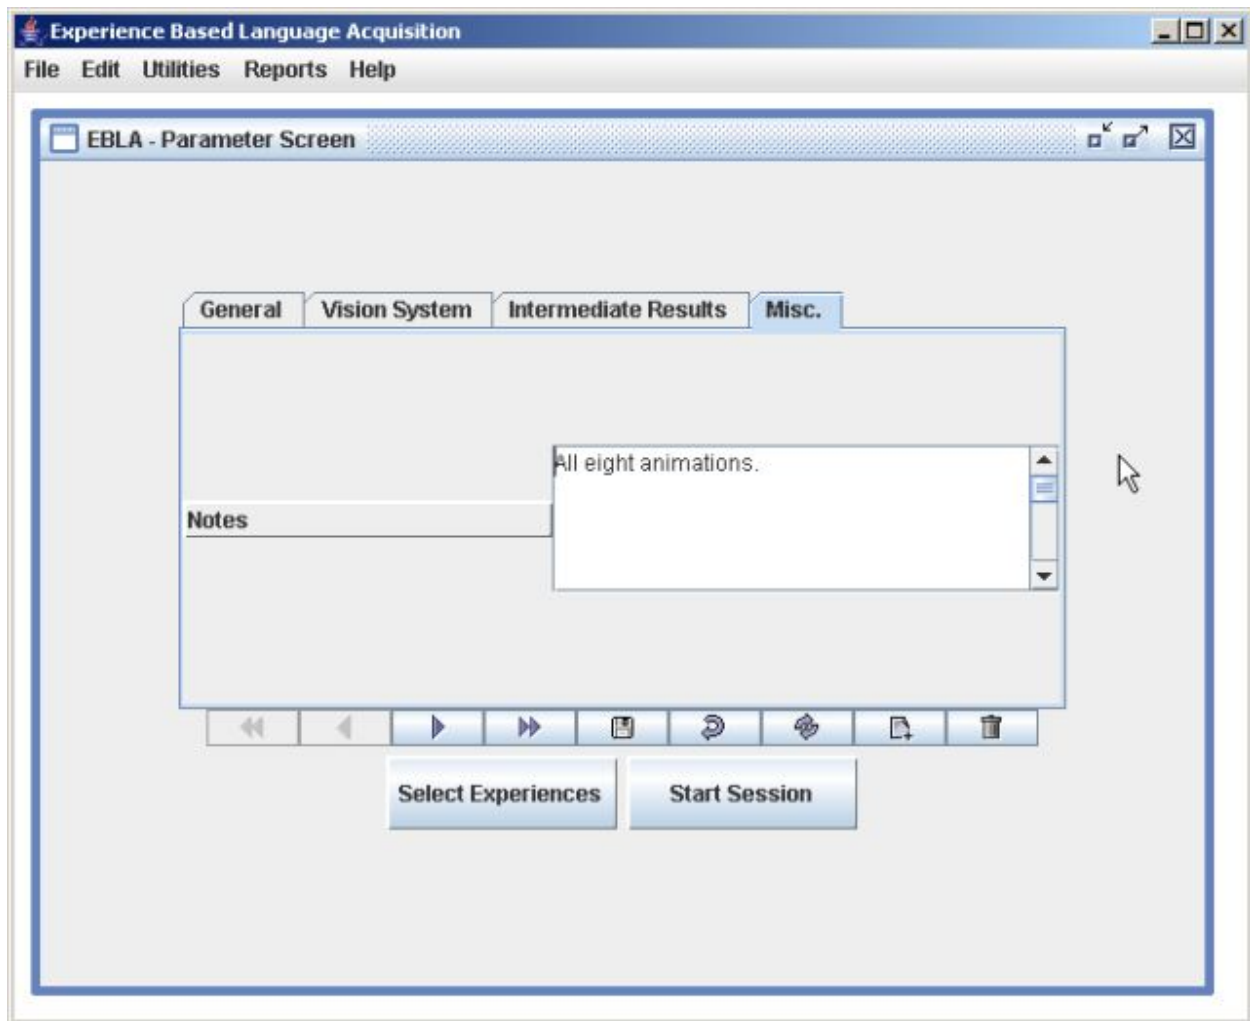 Experience Based Language Acquisition
File Edit Utilities Reports Help
EBLA - Parameter Screen
General Vision System Intermediate Results Misc.
All eight animations.
Notes
Select Experiences Start Session